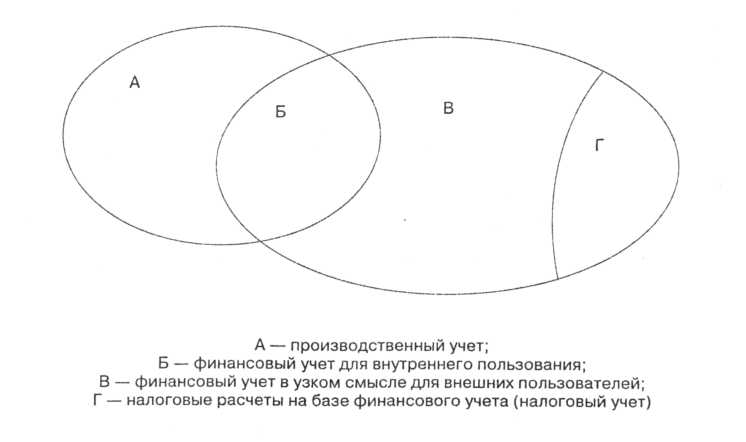 А
Б
В
Г
А — производственный учет;
Б — финансовый учет для внутреннего пользования;
В — финансовый учет в узком смысле для внешних пользователей;
Г — налоговые расчеты на базе финансового учета (налоговый учет)